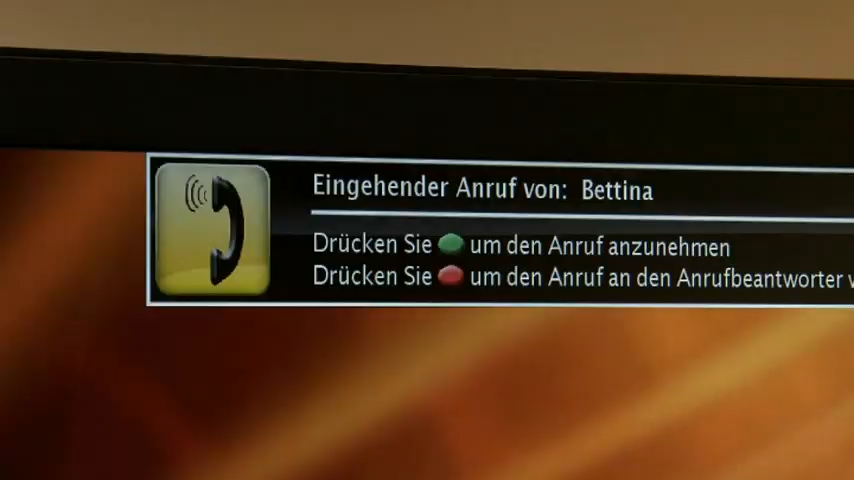 Eingehender Anruf von: Bettina
Drücken Sie um den Anruf anzunehmen
Drücken Sie um den Anruf an den Anrufbeantworter